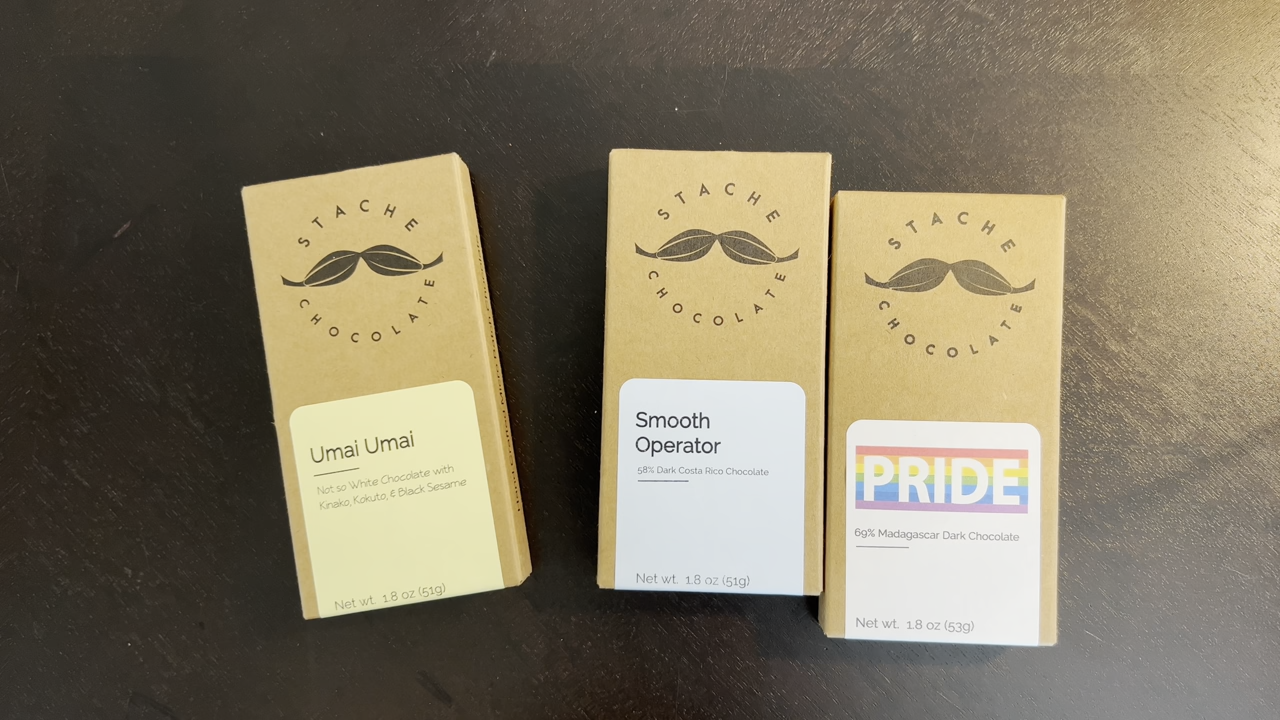 STACHE
CHOCOLATE
Umai Umai
Not so White Chocolate with
Kinako, Kokuto, & Black Sesame
Net wt. 1.8 oz (51g)
STACHE
CHOCOLATE
Smooth
Operator
58% Dark Costa Rico Chocolate
Net wt. 1.8 oz (51g)
STACHE
CHOCOLATE
PRIDE
69% Madagascar Dark Chocolate
Net wt. 1.8 oz (53g)